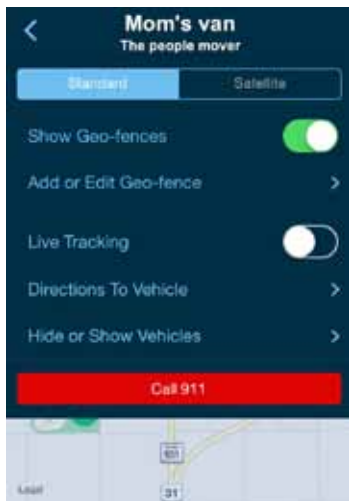 Mom's van
The people mover
Standard Satellite
Show Geo-fences
Add or Edit Geo-fence
Live Tracking
Directions To Vehicle
Hide or Show Vehicles
Call 911
31
Legal